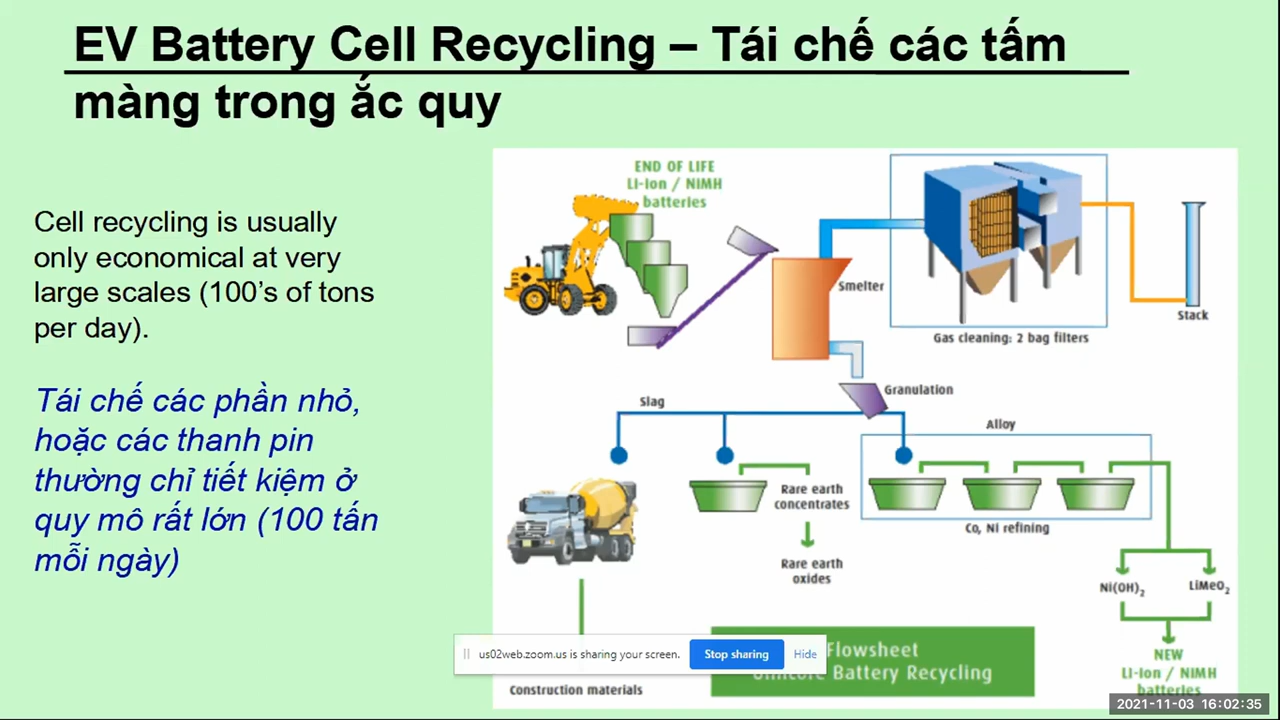 EV Battery Cell Recycling – Tái chế các tấm
màng trong ắc quy
Cell recycling is usually
only economical at very
large scales (100's of tons
per day).
Tái chế các phần nhỏ,
hoặc các thanh pin
thường chỉ tiết kiệm ở
quy mô rất lớn (100 tấn
mỗi ngày)
END OF LIFE
Li-ion / NIMH
batteries
Smelter
Gas cleaning: 2 bag filters
Stack
Granulation
Slag
Alloy
Rare earth
concentrates
Rare earth
oxides
Co, Ni refining
Ni(OH)₂
LiMeO₂
NEW
Li-ion / NIMH
batteries
Construction materials
Flowsheet
Battery Recycling
us02web.zoom.us is sharing your screen.
Stop sharing
Hide
2021-11-03 16:02:35